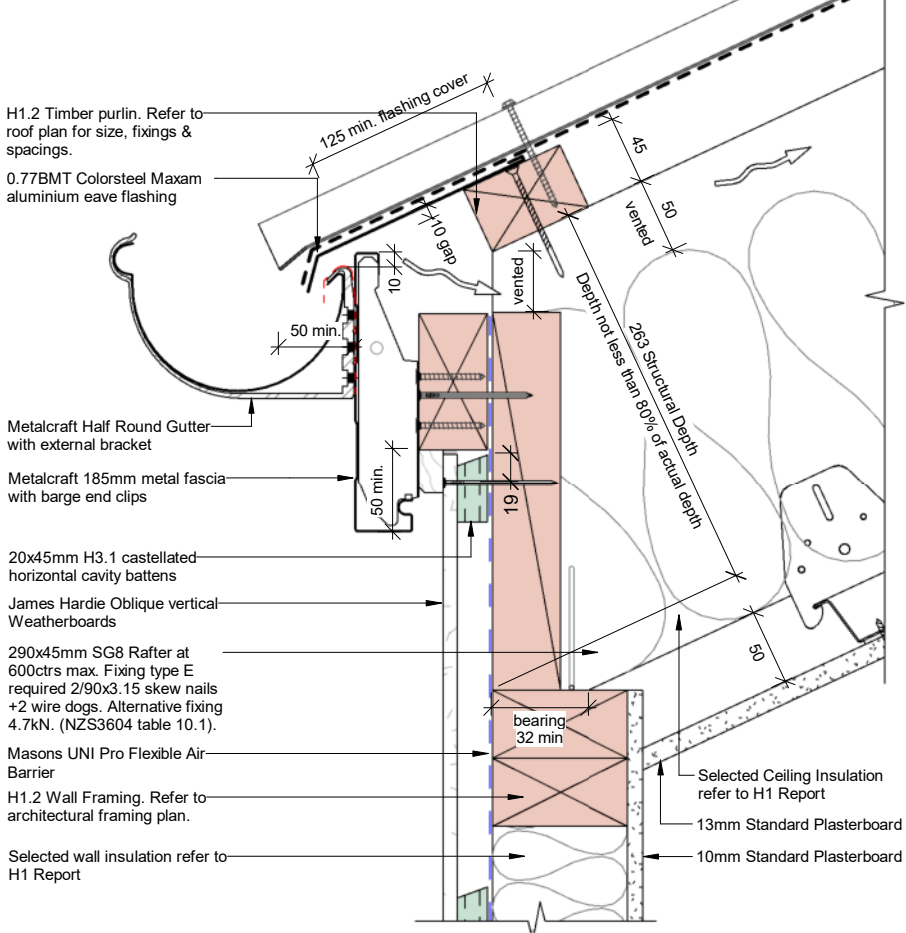 H1.2 Timber purlin. Refer to
roof plan for size, fixings &
spacings.
0.77BMT Colorsteel Maxam
aluminium eave flashing
125 min. flashing cover
10 gap
10
vented
45
50
vented
50 min.
263 Structural Depth
Depth not less than 80% of actual depth
Metalcraft Half Round Gutter
with external bracket
Metalcraft 185mm metal fascia
with barge end clips
50 min.
19
20x45mm H3.1 castellated
horizontal cavity battens
James Hardie Oblique vertical
Weatherboards
290x45mm SG8 Rafter at
600ctrs max. Fixing type E
required 2/90x3.15 skew nails
+2 wire dogs. Alternative fixing
4.7kN. (NZS3604 table 10.1).
50
bearing
32 min
Masons UNI Pro Flexible Air
Barrier
H1.2 Wall Framing. Refer to
architectural framing plan.
Selected wall insulation refer to
H1 Report
Selected Ceiling Insulation
refer to H1 Report
13mm Standard Plasterboard
10mm Standard Plasterboard